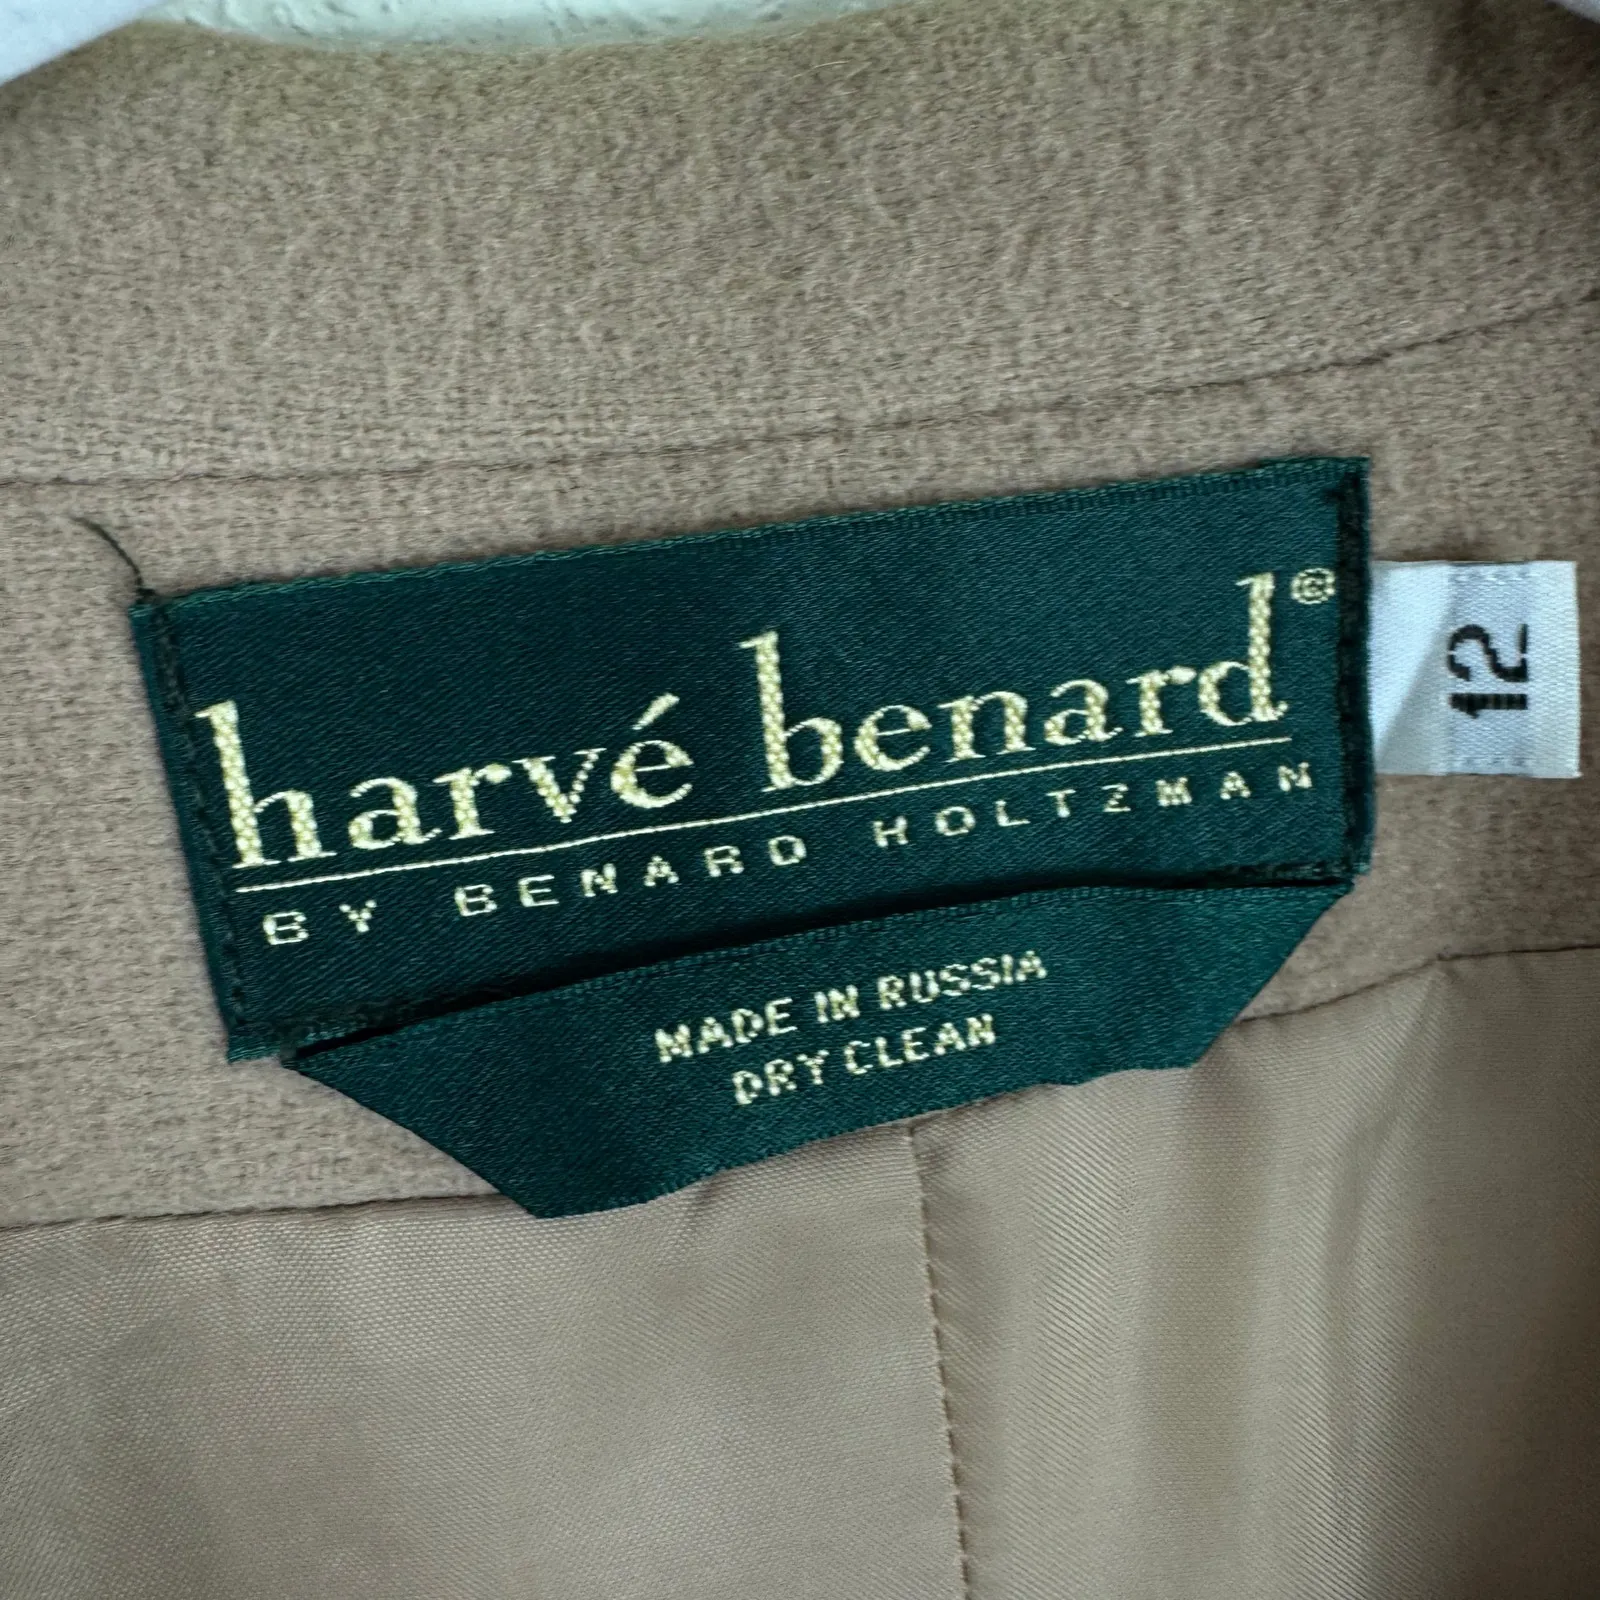 harvé benard®
BY BENARD HOLTZMAN
12
MADE IN RUSSIA
DRY CLEAN